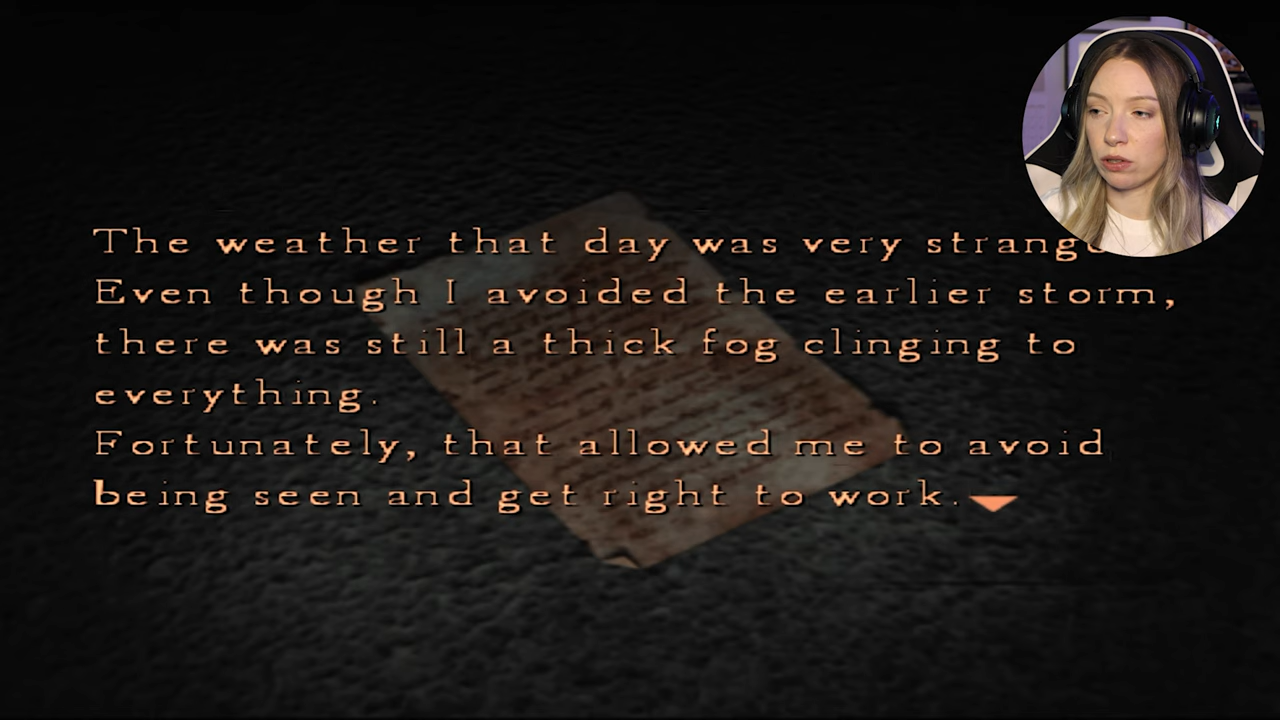 The weather that day was very strange
Even though I avoided the earlier storm,
there was still a thick fog clinging to
everything.
Fortunately, that allowed me to avoid
being seen and get right to work.